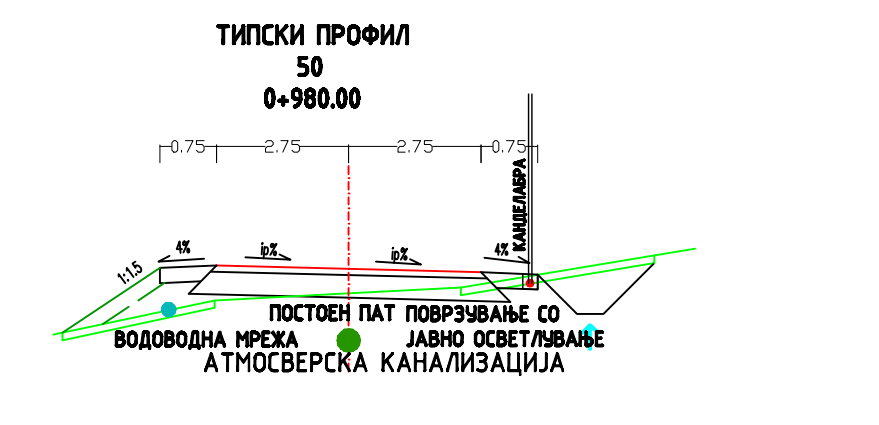 ТИПСКИ ПРОФИЛ
50
0+980.00
0.75 2.75 2.75 0.75
КАНДЕЛАБРА
4% ip% ip% 4%
1:1.5
ПОСТОЕН ПАТ ПОВРЗУВАЊЕ СО
ВОДОВОДНА МРЕЖА ЈАВНО ОСВЕТЛУВАЊЕ
АТМОСВЕРСКА КАНАЛИЗАЦИЈА